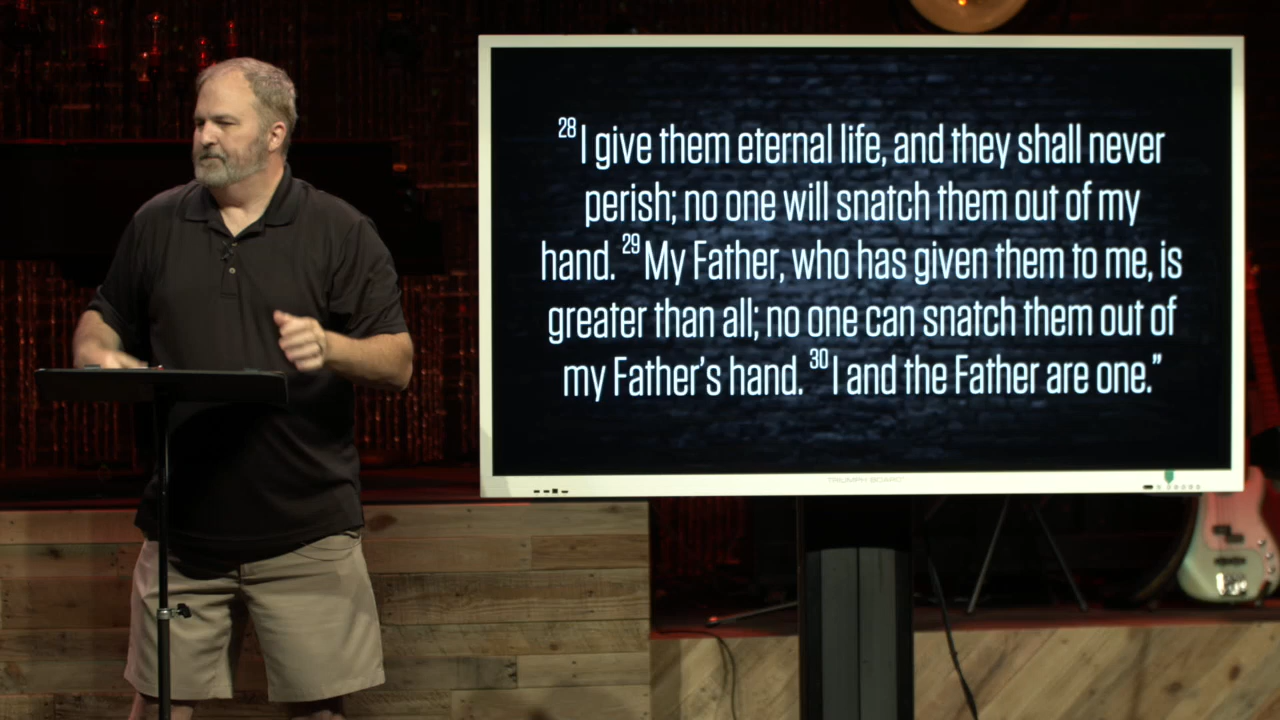 28 I give them eternal life, and they shall never
perish; no one will snatch them out of my
hand. 29 My Father, who has given them to me, is
greater than all; no one can snatch them out of
my Father’s hand. 30 I and the Father are one.”
TRIUMPH BOARD